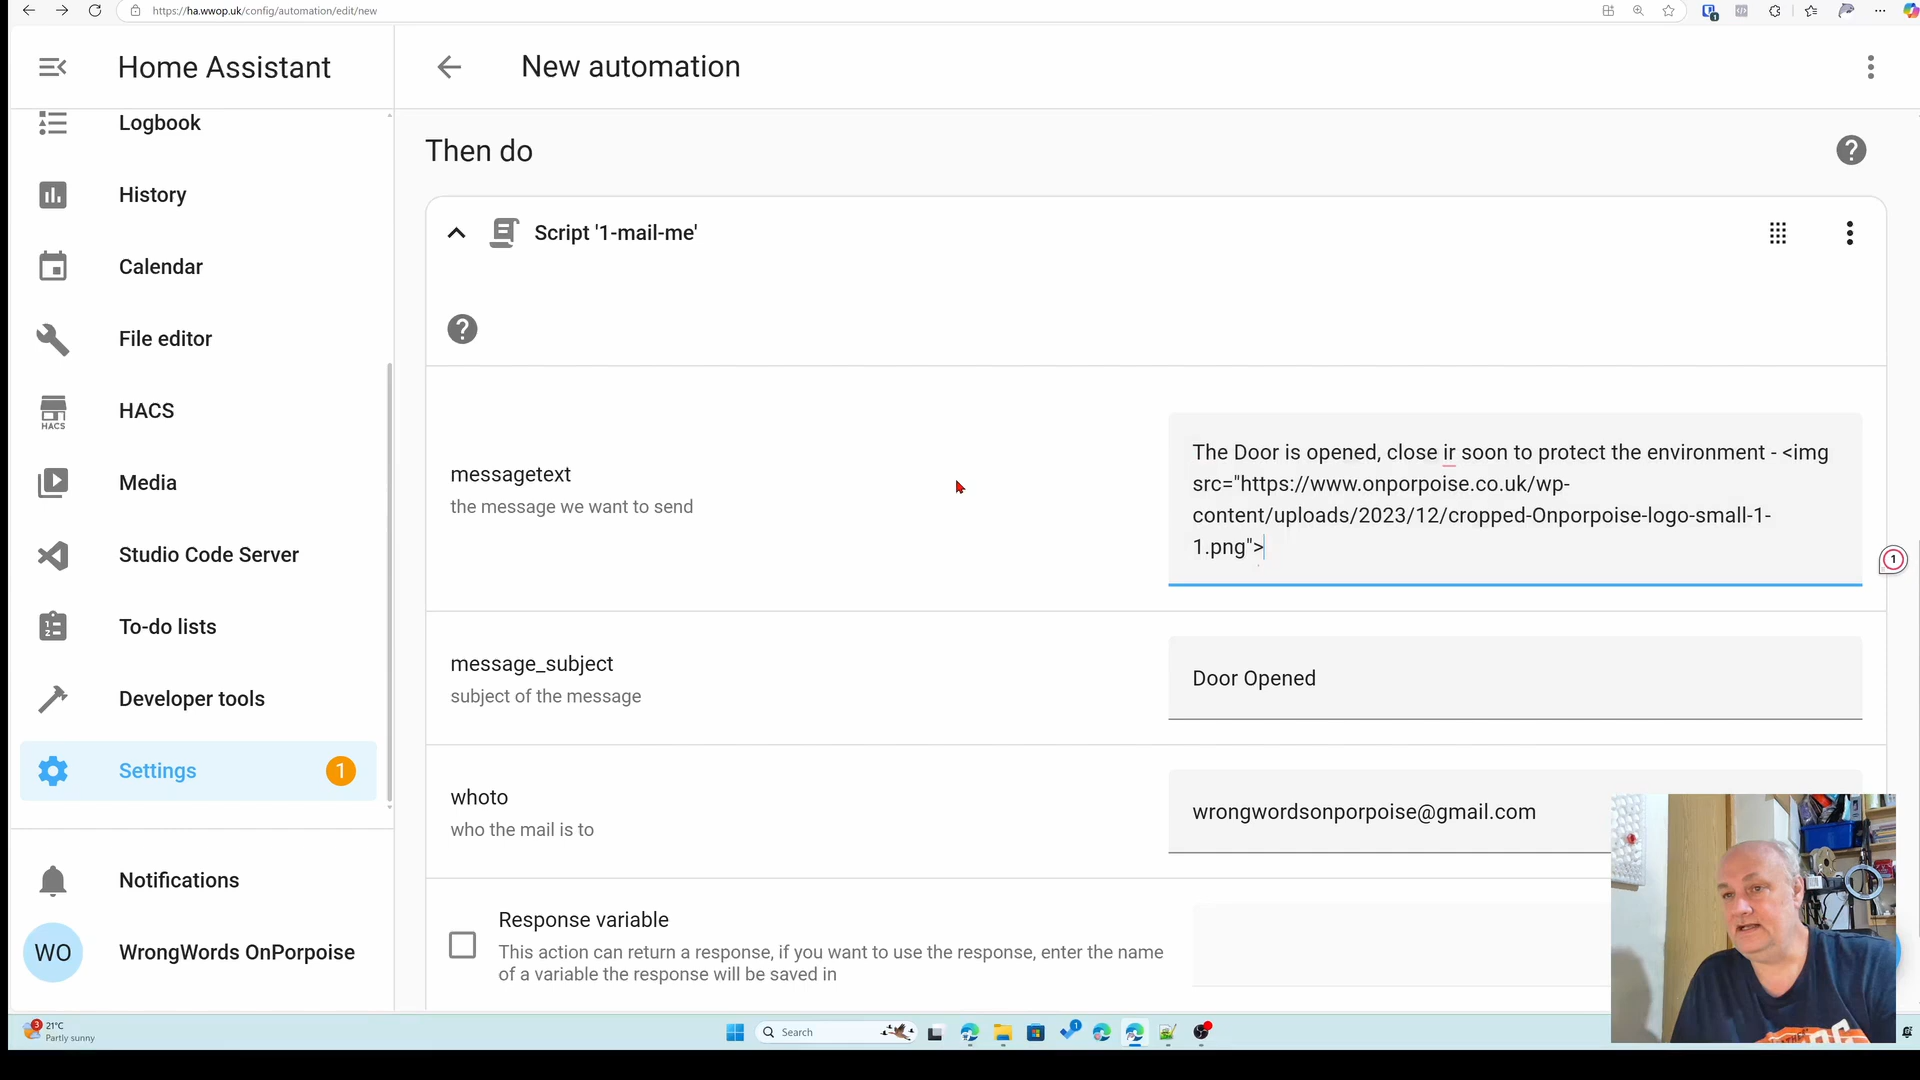 https://ha.wwop.uk/config/automation/edit/new
Home Assistant
New automation
Logbook
History
Calendar
File editor
HACS
HACS
Media
Studio Code Server
To-do lists
Developer tools
Settings
1
Notifications
WO
WrongWords OnPorpoise
Then do
?
Script '1-mail-me'
?
messagetext
the message we want to send
The Door is opened, close ir soon to protect the environment - <img
src="https://www.onporpoise.co.uk/wp-
content/uploads/2023/12/cropped-Onporpoise-logo-small-1-
1.png">
1
message_subject
subject of the message
Door Opened
whoto
who the mail is to
wrongwordsonporpoise@gmail.com
Response variable
This action can return a response, if you want to use the response, enter the name
of a variable the response will be saved in
3
21°C
Partly sunny
Search
1